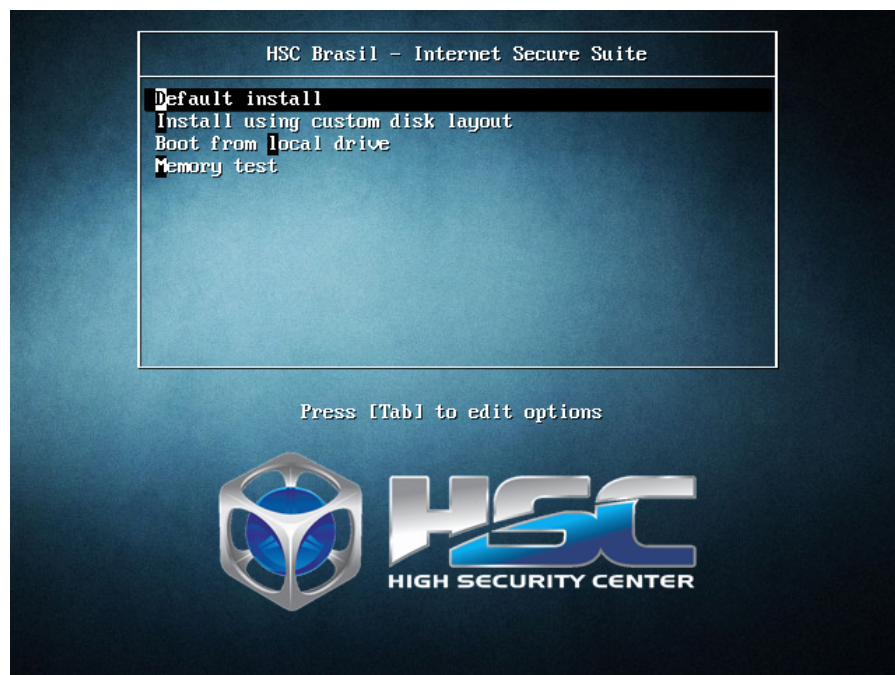 HSC Brasil - Internet Secure Suite
Default install
Install using custom disk layout
Boot from local drive
Memory test
Press [Tab] to edit options
HSC
HIGH SECURITY CENTER